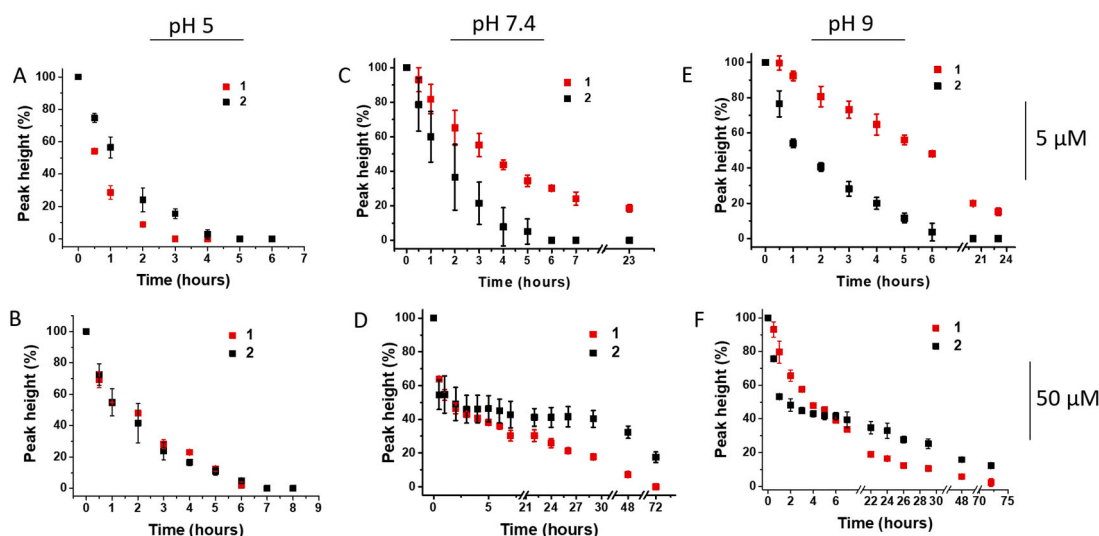 pH 5
pH 7.4
pH 9
A
Peak height (%)
100
80
60
40
20
0
1
2
0 1 2 3 4 5 6 7
Time (hours)
C
Peak height (%)
100
80
60
40
20
0
1
2
0 1 2 3 4 5 6 7 23
Time (hours)
E
Peak height (%)
100
80
60
40
20
0
1
2
0 1 2 3 4 5 6 21 24
Time (hours)
5 µM
B
Peak height (%)
100
80
60
40
20
0
1
2
0 1 2 3 4 5 6 7 8 9
Time (hours)
D
Peak height (%)
100
80
60
40
20
0
1
2
0 5 21 24 27 30 48 72
Time (hours)
F
Peak height (%)
100
80
60
40
20
0
1
2
0 2 4 6 22 24 26 28 30 48 70 75
Time (hours)
50 µM